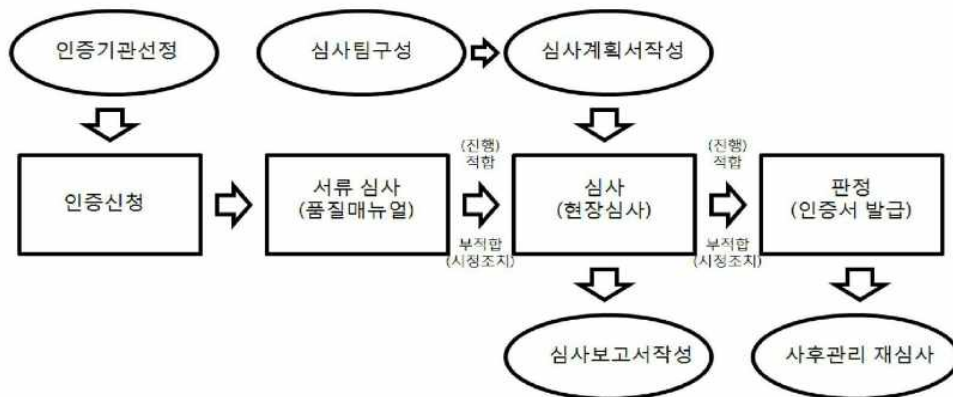 인증기관선정
심사팀구성
심사계획서작성
인증신청
서류 심사
(품질매뉴얼)
(진행)
적합
부적합
(시정조치)
심사
(현장심사)
(진행)
적합
부적합
(시정조치)
판정
(인증서 발급)
심사보고서작성
사후관리 재심사